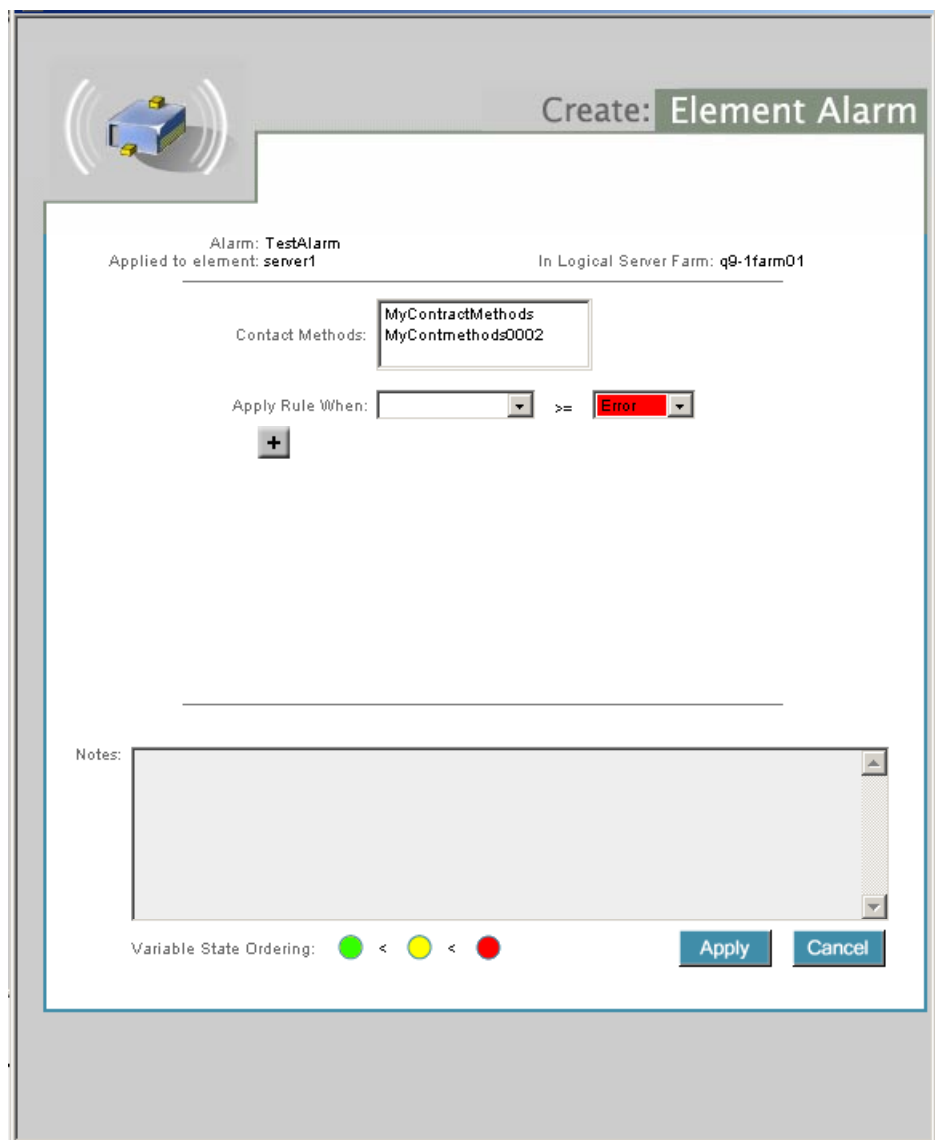 Create: Element Alarm
Alarm: TestAlarm
Applied to element: server1
In Logical Server Farm: q9-1farm01
Contact Methods:
MyContractMethods
MyContmethods0002
Apply Rule When:
>=
Error
+
Notes:
Variable State Ordering: < <
Apply
Cancel